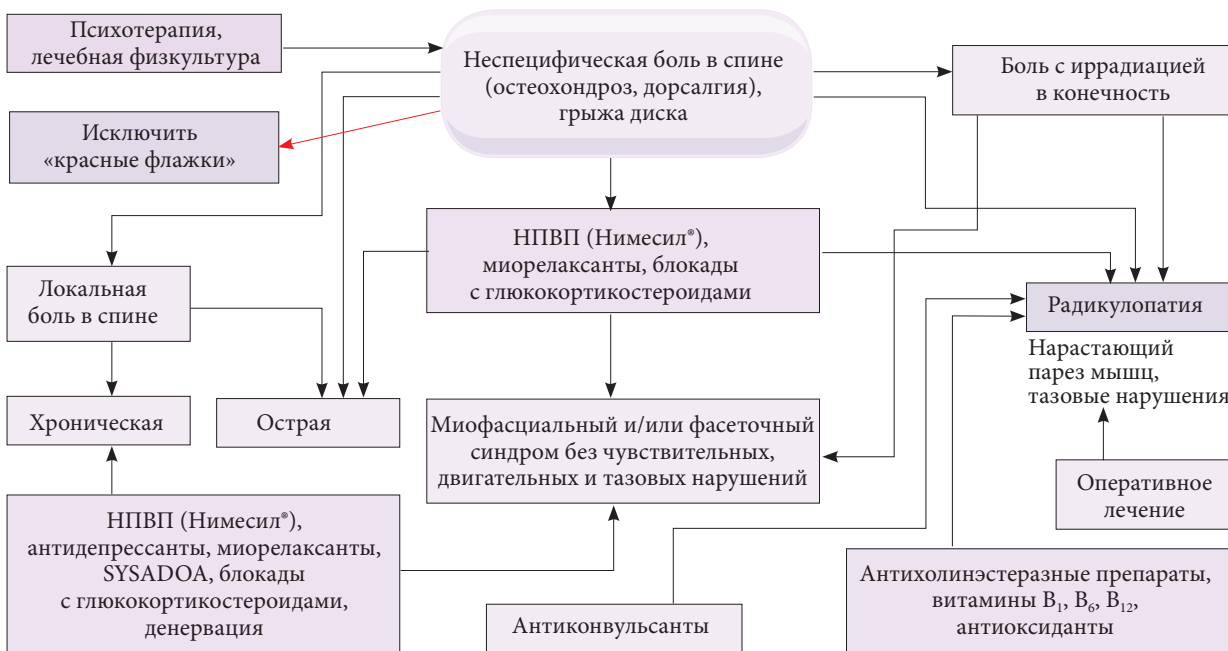 Психотерапия,
лечебная физкультура
Неспецифическая боль в спине
(остеохондроз, дорсалгия),
грыжа диска
Боль с иррадиацией
в конечность
Исключить
«красные флажки»
НПВП (Нимесил®),
миорелаксанты, блокады
с глюкокортикостероидами
Локальная
боль в спине
Радикулопатия
Нарастающий
парез мышц,
тазовые нарушения
Хроническая
Острая
Миофасциальный и/или фасеточный
синдром без чувствительных,
двигательных и тазовых нарушений
Оперативное
лечение
НПВП (Нимесил®),
антидепрессанты, миорелаксанты,
SYSADOA, блокады
с глюкокортикостероидами,
денервация
Антиконвульсанты
Антихолинэстеразные препараты,
витамины B₁, B₆, B₁₂,
антиоксиданты